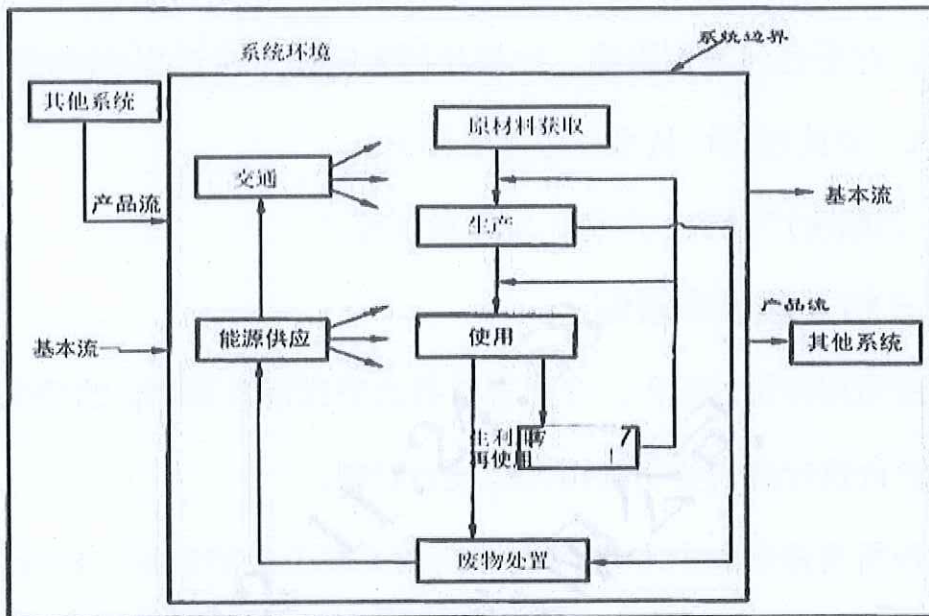 系统环境
系统边界
其他系统
原材料获取
交通
产品流
基本流
生产
产品流
基本流
能源供应
使用
其他系统
生利
再使用
废物处置